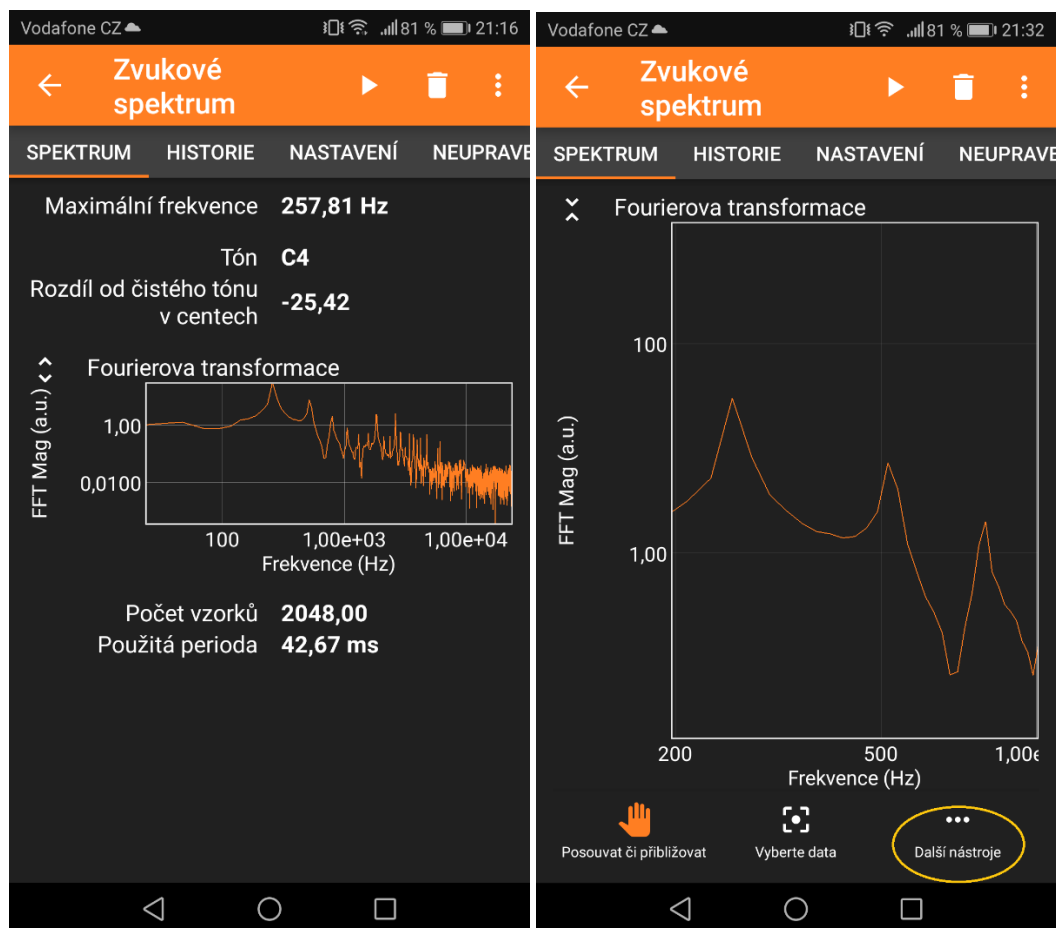 Vodafone CZ 81 % 21:16
Zvukové
spektrum
SPEKTRUM HISTORIE NASTAVENÍ NEUPRAVE
Maximální frekvence 257,81 Hz
Tón C4
Rozdíl od čistého tónu
v centech -25,42
Fourierova transformace
FFT Mag (a.u.)
1,00
0,0100
100 1,00e+03 1,00e+04
Frekvence (Hz)
Počet vzorků 2048,00
Použitá perioda 42,67 ms
Vodafone CZ 81 % 21:32
Zvukové
spektrum
SPEKTRUM HISTORIE NASTAVENÍ NEUPRAVE
Fourierova transformace
FFT Mag (a.u.)
100
1,00
200 500 1,00e
Frekvence (Hz)
Posouvat či přibližovat Vyberte data Další nástroje